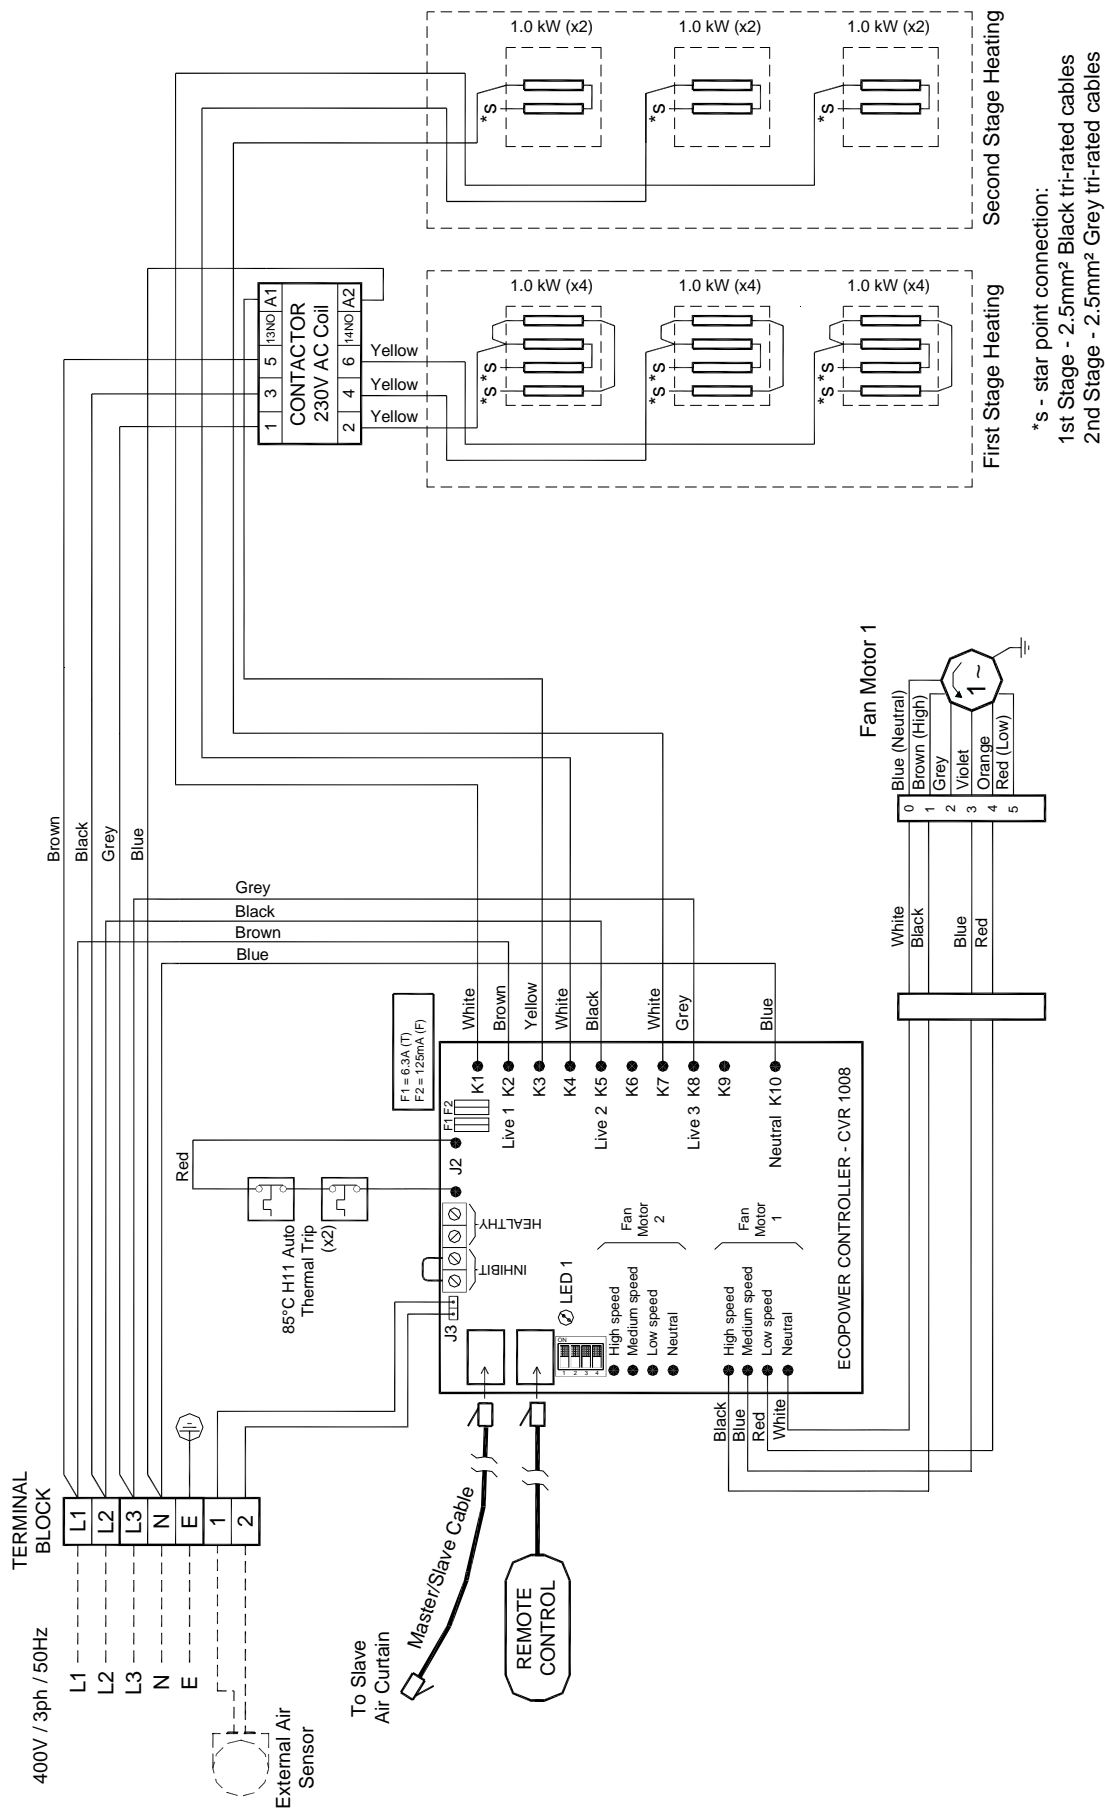 TERMINAL
BLOCK
400V / 3ph / 50Hz
L1
L2
L3
N
E
L1
L2
L3
N
E
1
2
External Air
Sensor
To Slave
Air Curtain
Master/Slave Cable
REMOTE
CONTROL
Brown
Black
Grey
Blue
Grey
Black
Brown
Blue
85°C H11 Auto
Thermal Trip
(x2)
Red
F1 = 6.3A (T)
F2 = 125mA (F)
F1 F2
J2
J3
HEALTHY
INHIBIT
LED 1
ON
1 2 3 4
High speed
Medium speed
Low speed
Neutral
Fan
Motor
2
High speed
Medium speed
Low speed
Neutral
Fan
Motor
1
Black
Blue
Red
White
White
Brown
Yellow
White
Black
White
Grey
Blue
K1
Live 1 K2
K3
K4
Live 2 K5
K6
K7
Live 3 K8
K9
Neutral K10
ECOPOWER CONTROLLER - CVR 1008
White
Black
Blue
Red
0
1
2
3
4
5
Blue (Neutral)
Brown (High)
Grey
Violet
Orange
Red (Low)
Fan Motor 1
1 ~
1 3 5 13NO A1
CONTACTOR
230V AC Coil
2 4 6 14NO A2
Yellow
Yellow
Yellow
1.0 kW (x4)
1.0 kW (x4)
1.0 kW (x4)
*s
*s
*s
*s
*s
*s
First Stage Heating
1.0 kW (x2)
1.0 kW (x2)
1.0 kW (x2)
*s
*s
*s
Second Stage Heating
*s - star point connection:
1st Stage - 2.5mm² Black tri-rated cables
2nd Stage - 2.5mm² Grey tri-rated cables